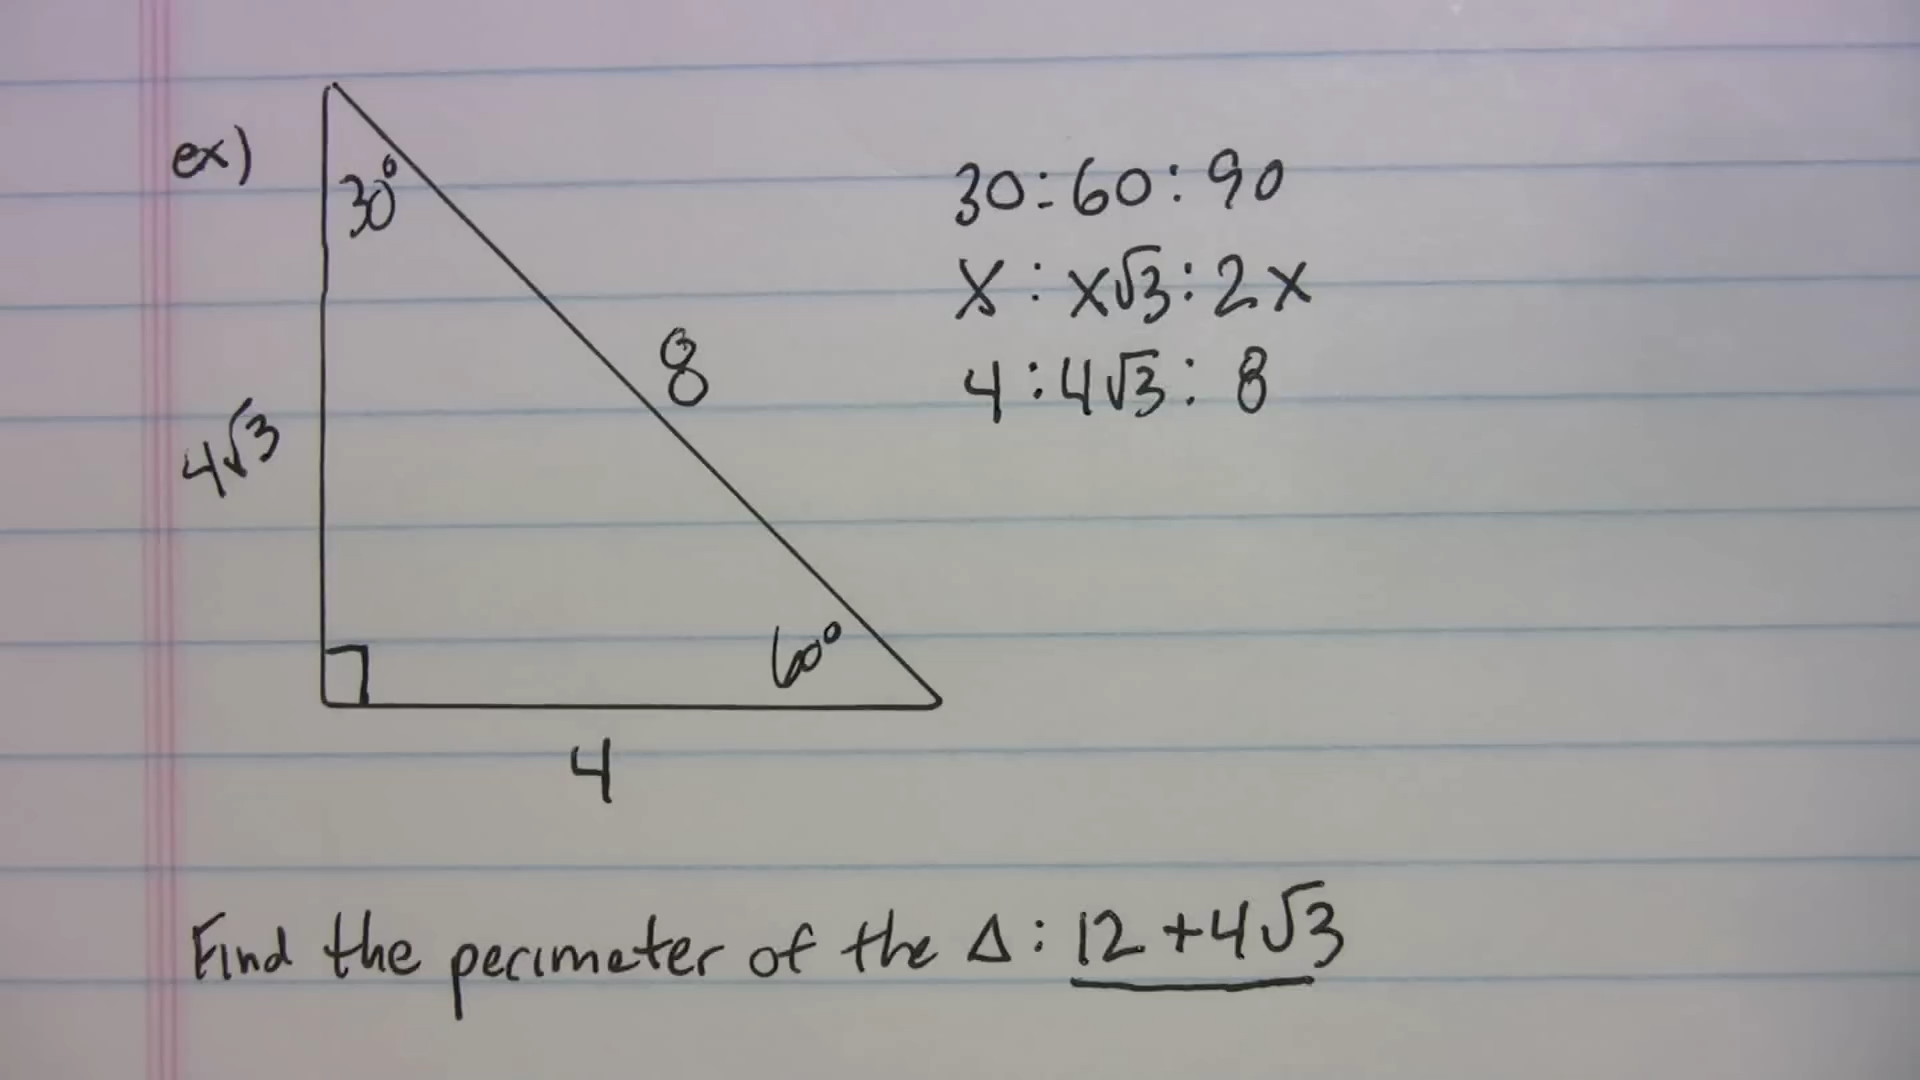 ex)
30°
30:60:90
x:x√3:2x
8
4:4√3:8
4√3
60°
4
Find the perimeter of the Δ: 12+4√3